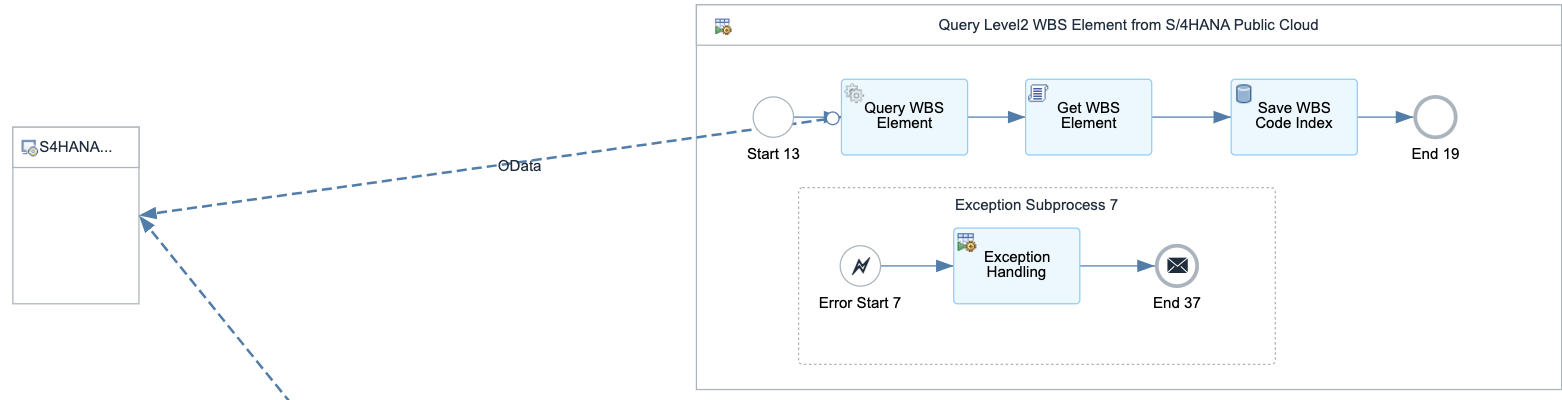 Query Level2 WBS Element from S/4HANA Public Cloud
Query WBS
Element
Get WBS
Element
Save WBS
Code Index
Start 13
End 19
S4HANA...
OData
Exception Subprocess 7
Exception
Handling
Error Start 7
End 37